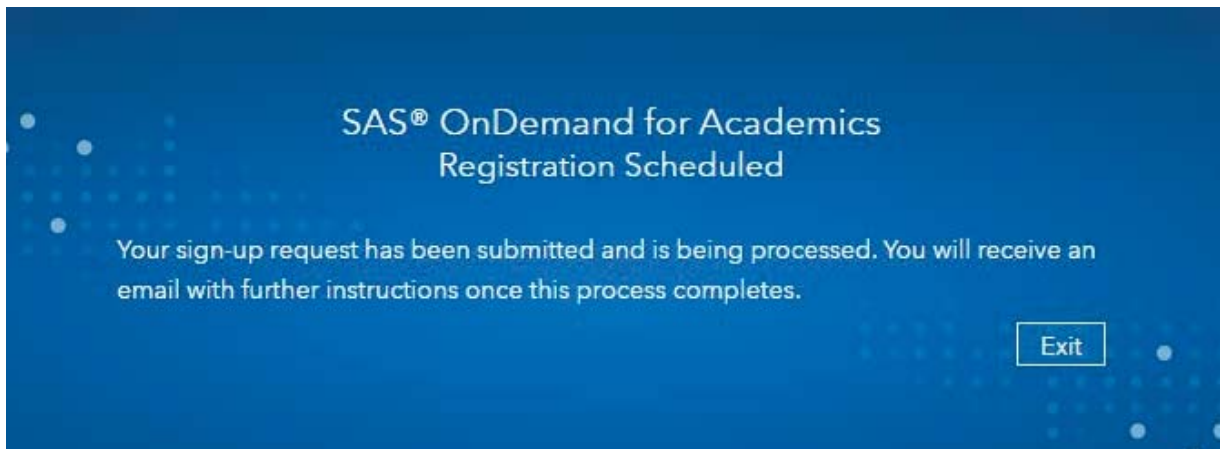 SAS® OnDemand for Academics
Registration Scheduled
Your sign-up request has been submitted and is being processed. You will receive an
email with further instructions once this process completes.
Exit